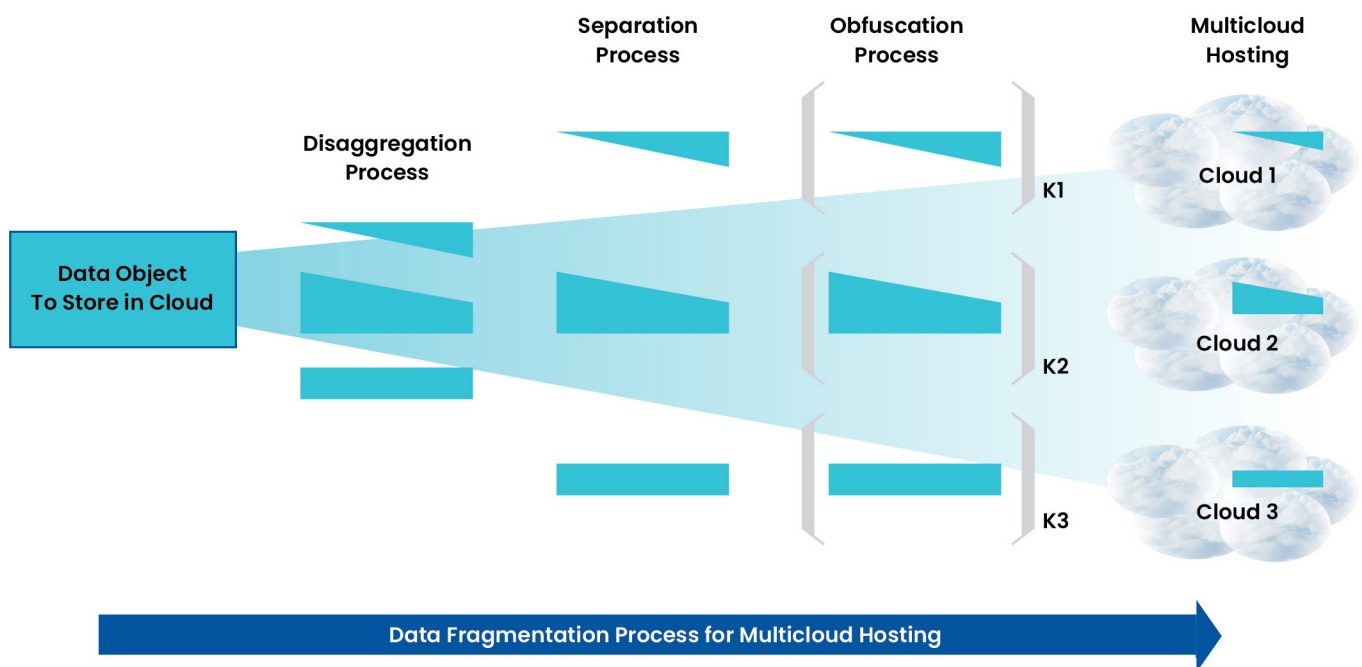 Separation
Process
Obfuscation
Process
Multicloud
Hosting
Disaggregation
Process
Data Object
To Store in Cloud
K1
Cloud 1
K2
Cloud 2
K3
Cloud 3
Data Fragmentation Process for Multicloud Hosting